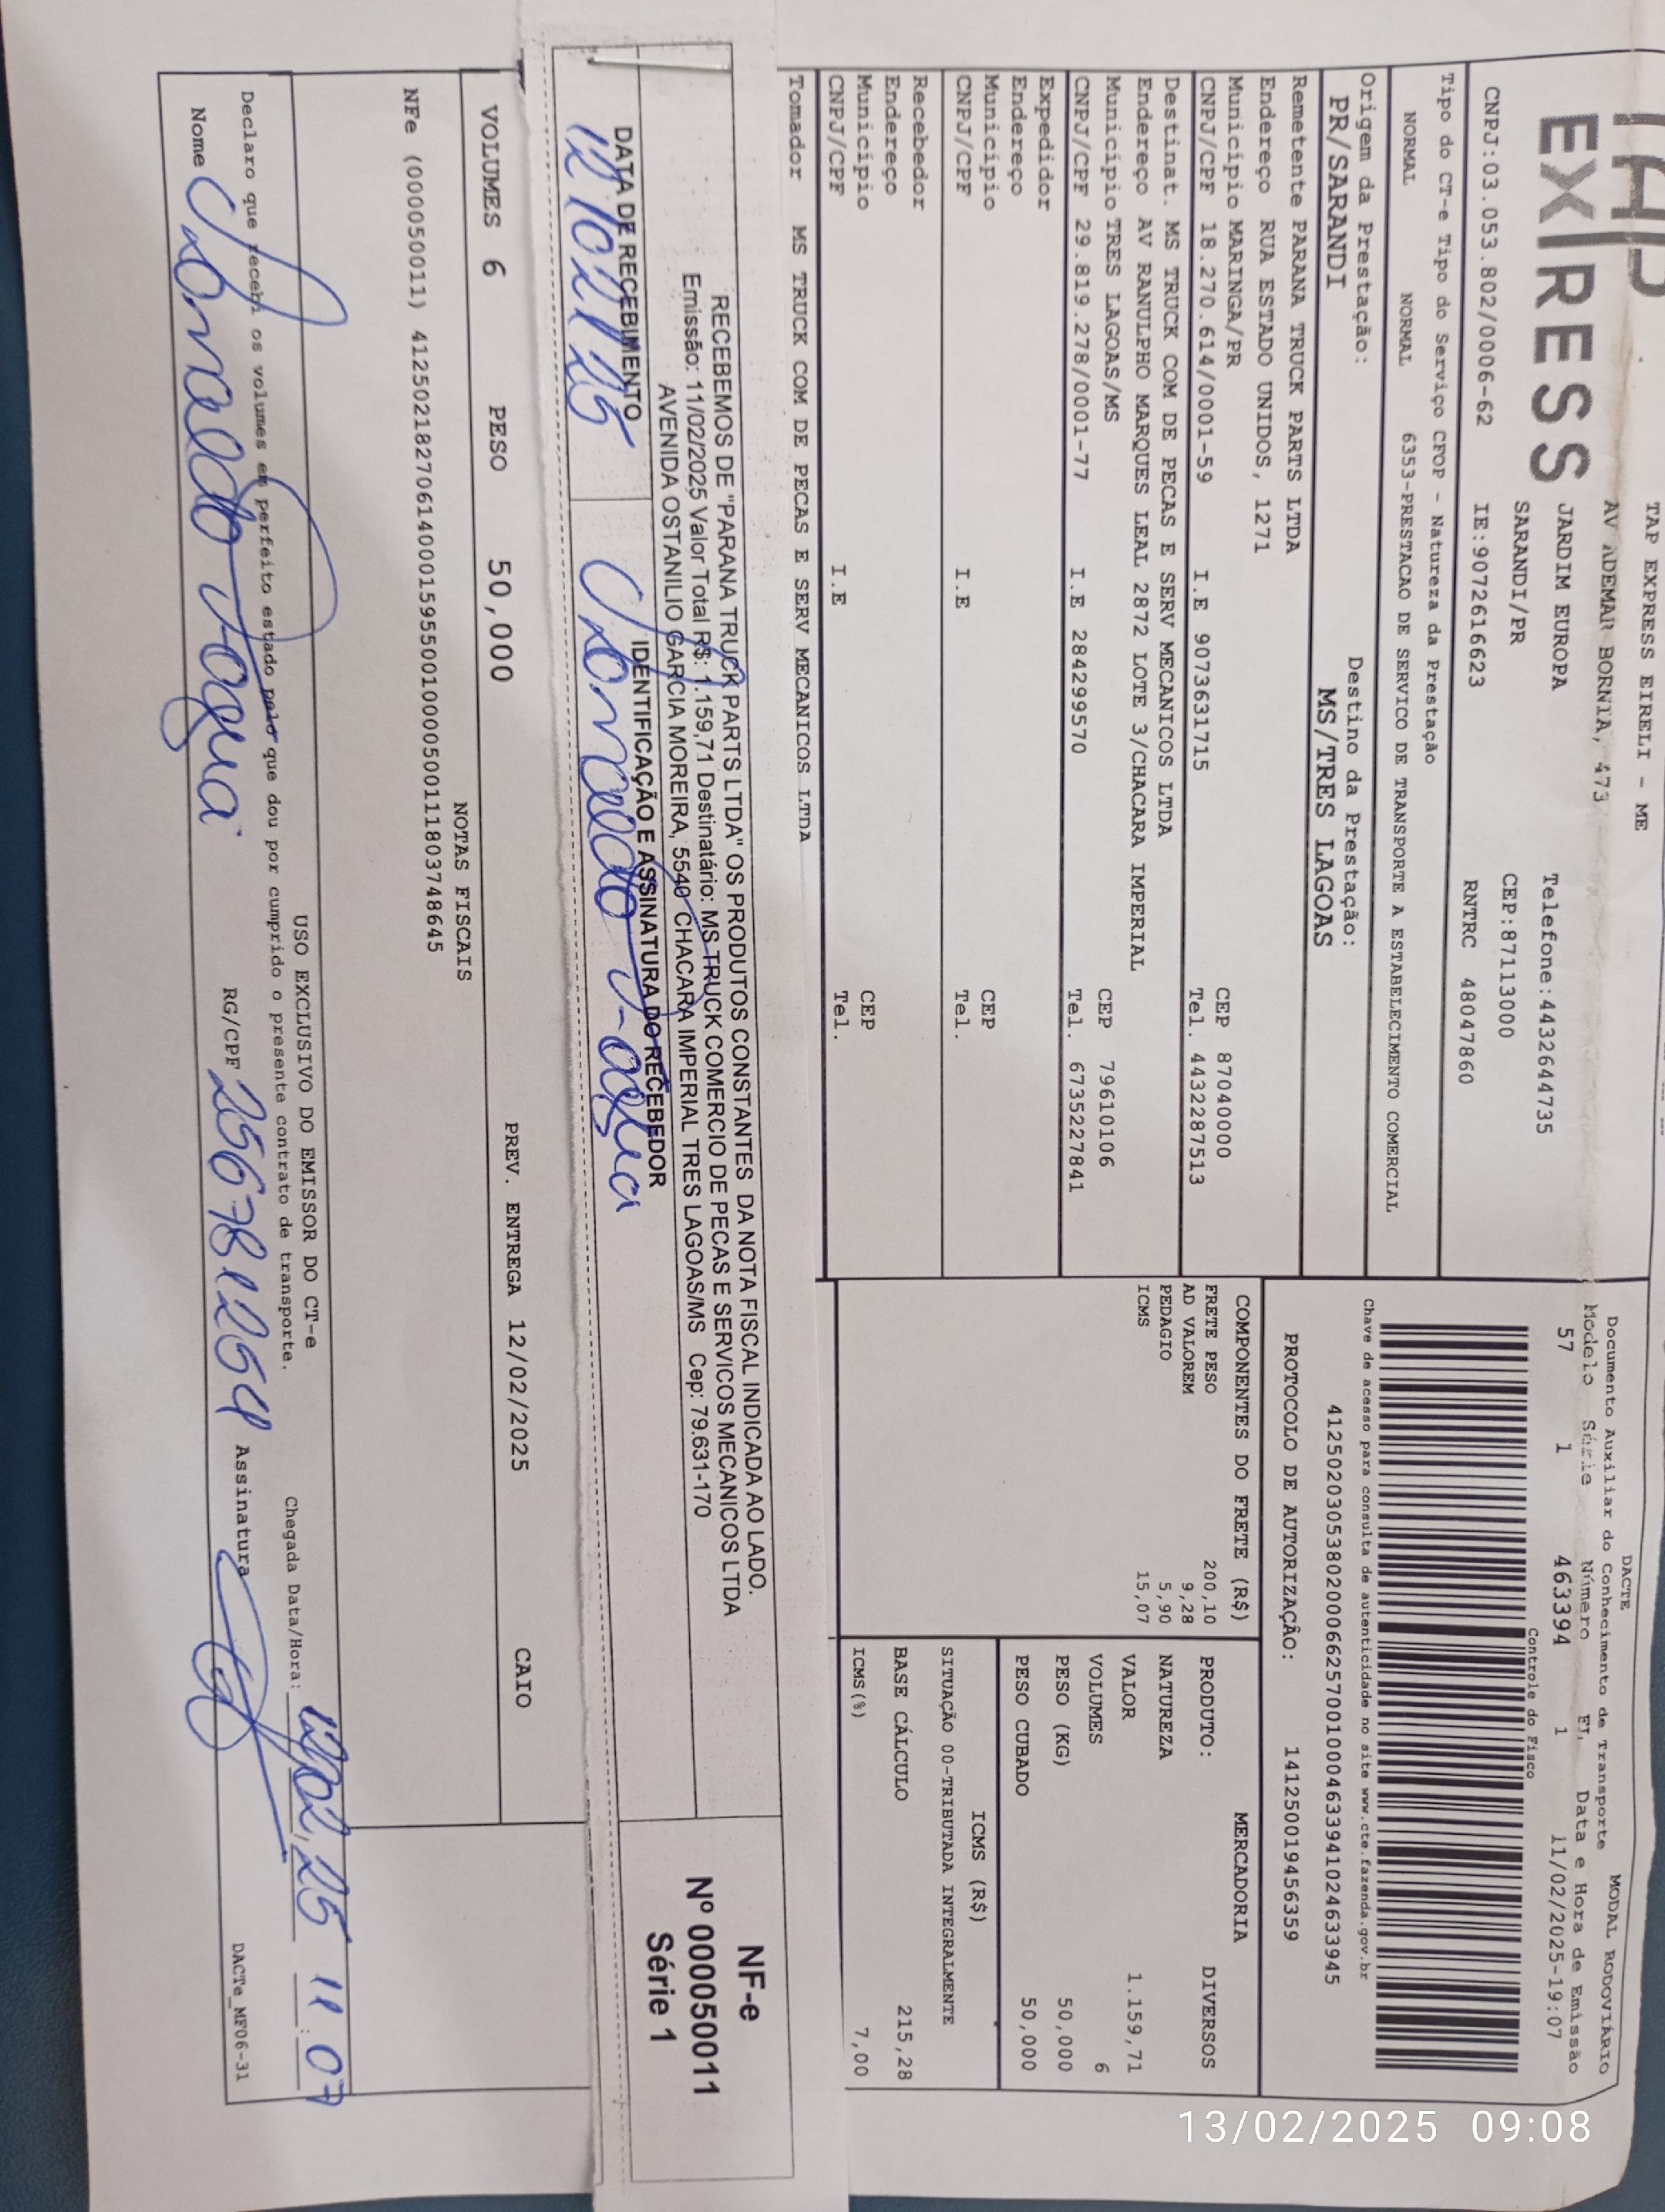 TAP
EXPRESS
TAP EXPRESS EIRELI - ME
AV ADEMAR BORNIA, 473
JARDIM EUROPA Telefone:4432644735
SARANDI/PR CEP:87113000
CNPJ:03.053.802/0006-62 IE:9072616623 RNTRC 48047860
DACTE MODAL RODOVIÁRIO
Documento Auxiliar do Conhecimento de Transporte
Modelo Série Número Fl. Data e Hora de Emissão
57 1 463394 1 11/02/2025-19:07
Controle do Fisco
Tipo do CT-e Tipo do Serviço CFOP - Natureza da Prestação
NORMAL NORMAL 6353-PRESTACAO DE SERVICO DE TRANSPORTE A ESTABELECIMENTO COMERCIAL
Chave de acesso para consulta de autenticidade no site www.cte.fazenda.gov.br
41250203053802000662570010004633941024633945
Origem da Prestação: Destino da Prestação:
PR/SARANDI MS/TRES LAGOAS
PROTOCOLO DE AUTORIZAÇÃO: 141250019456359
Remetente PARANA TRUCK PARTS LTDA
Endereço RUA ESTADO UNIDOS, 1271
Município MARINGA/PR CEP 87040000
CNPJ/CPF 18.270.614/0001-59 I.E 9073631715 Tel. 4432287513
Destinat. MS TRUCK COM DE PECAS E SERV MECANICOS LTDA
Endereço AV RANULPHO MARQUES LEAL 2872 LOTE 3/CHACARA IMPERIAL
Município TRES LAGOAS/MS CEP 79610106
CNPJ/CPF 29.819.278/0001-77 I.E 284299570 Tel. 6735227841
Expedidor
Endereço
Município CEP
CNPJ/CPF I.E Tel.
Recebedor
Endereço
Município CEP
CNPJ/CPF I.E Tel.
Tomador MS TRUCK COM DE PECAS E SERV MECANICOS LTDA
COMPONENTES DO FRETE (R$)
FRETE PESO 200,10
AD VALOREM 9,28
PEDAGIO 5,90
ICMS 15,07
MERCADORIA
PRODUTO: DIVERSOS
NATUREZA
VALOR 1.159,71
VOLUMES 6
PESO (KG) 50,000
PESO CUBADO 50,000
ICMS (R$)
SITUAÇÃO 00-TRIBUTADA INTEGRALMENTE
BASE CÁLCULO 215,28
ICMS(%) 7,00
RECEBEMOS DE "PARANA TRUCK PARTS LTDA" OS PRODUTOS CONSTANTES DA NOTA FISCAL INDICADA AO LADO.
Emissão: 11/02/2025 Valor Total R$: 1.159,71 Destinatário: MS TRUCK COMERCIO DE PECAS E SERVICOS MECANICOS LTDA
AVENIDA OSTANILIO GARCIA MOREIRA, 5540 CHACARA IMPERIAL TRES LAGOAS/MS Cep: 79.631-170
DATA DE RECEBIMENTO IDENTIFICAÇÃO E ASSINATURA DO RECEBEDOR
NF-e
Nº 000050011
Série 1
VOLUMES 6 PESO 50,000 PREV. ENTREGA 12/02/2025 CAIO
NOTAS FISCAIS
NFe (000050011) 41250218270614000159550010000500111803748645
USO EXCLUSIVO DO EMISSOR DO CT-e
Declaro que recebi os volumes em perfeito estado pelo que dou por cumprido o presente contrato de transporte.
Chegada Data/Hora:
Nome RG/CPF Assinatura
DACTe_MF06-31
13/02/2025 09:08